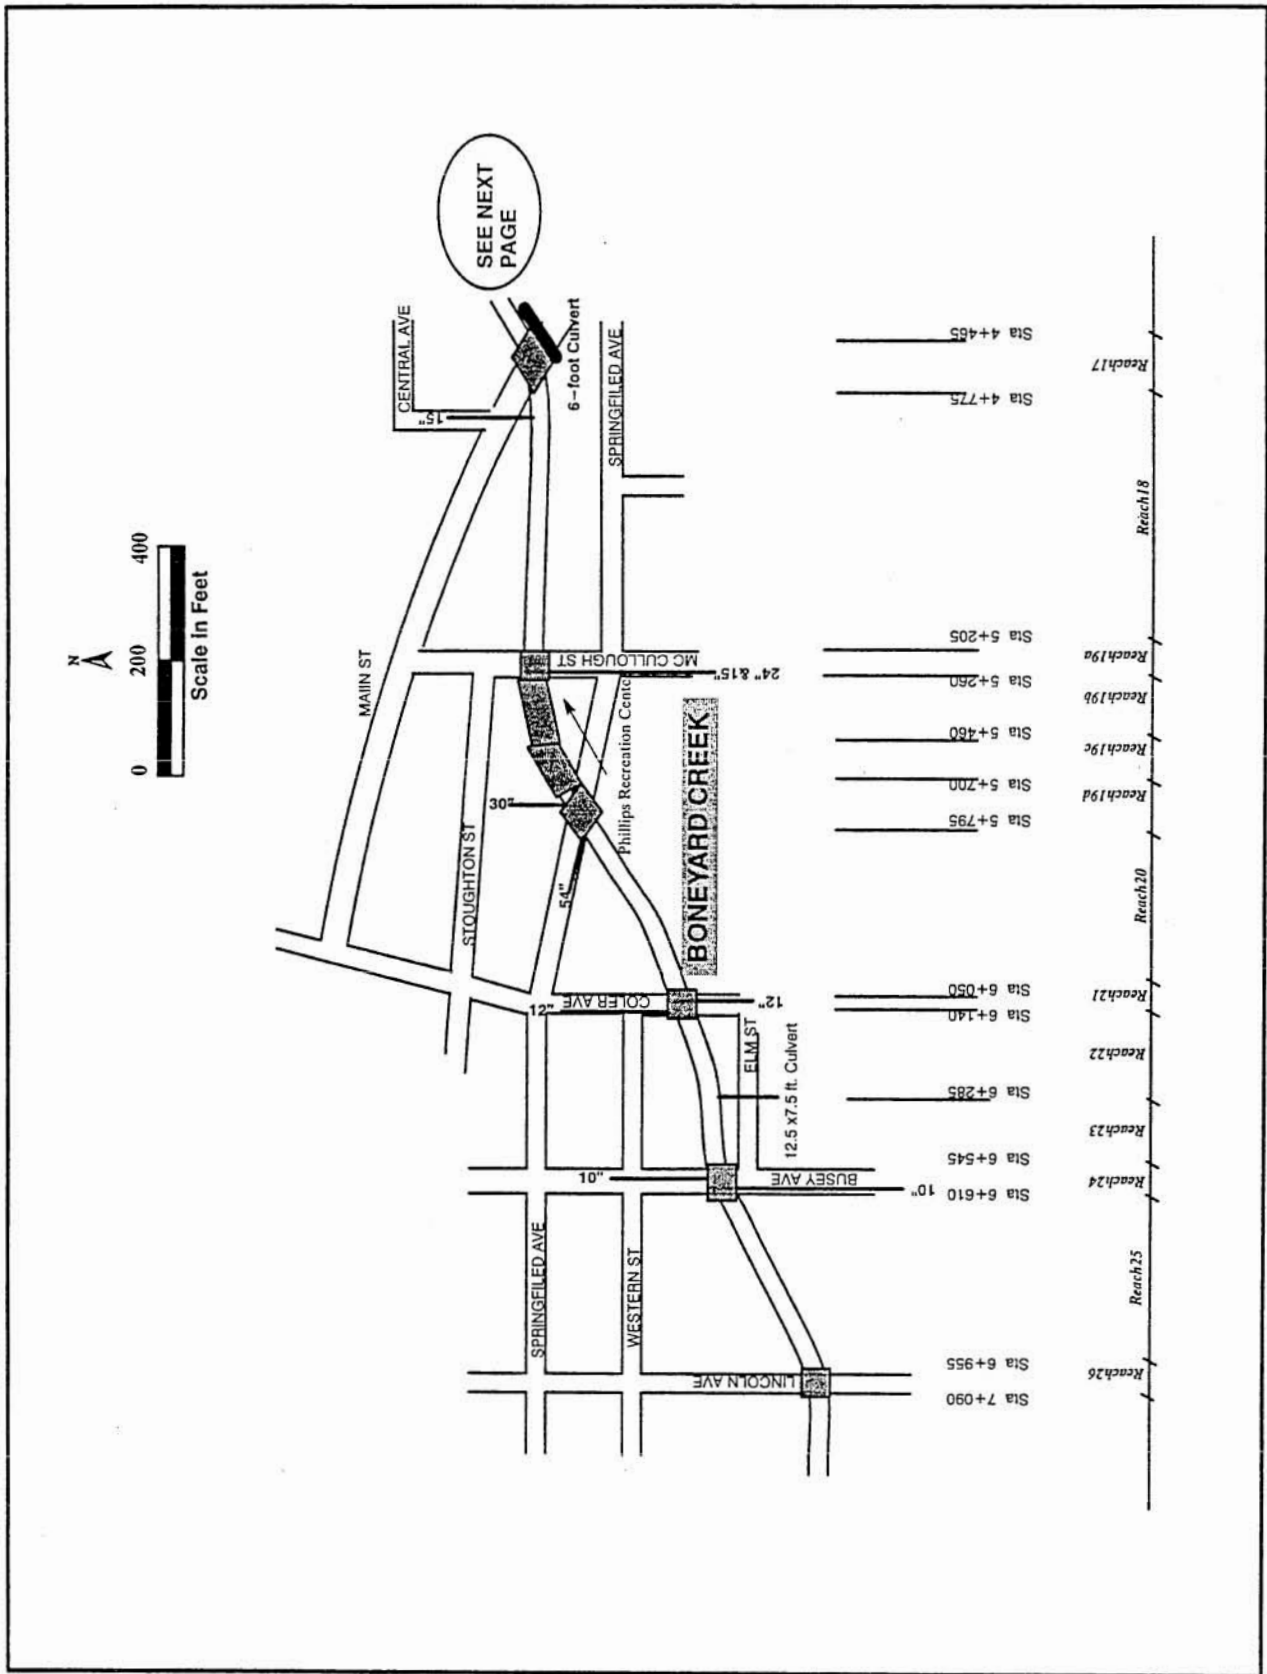 N
0 200 400
Scale In Feet
SEE NEXT
PAGE
CENTRAL AVE
15"
6-foot Culvert
MAIIN ST
SPRINGFILED AVE
MC CULLOUGH ST
24" &15"
STOUGHTON ST
30"
54"
Phillips Recreation Cente
BONEYARD CREEK
COLER AVE
12"
12"
ELM ST
12.5 x7.5 ft. Culvert
10"
10"
BUSEY AVE
SPRINGFILED AVE
WESTERN ST
LINCOLN AVE
Sta 7+090
Sta 6+955
Sta 6+610
Sta 6+545
Sta 6+285
Sta 6+140
Sta 6+050
Sta 5+795
Sta 5+700
Sta 5+460
Sta 5+260
Sta 5+205
Sta 4+775
Sta 4+465
Reach26
Reach25
Reach24
Reach23
Reach22
Reach21
Reach20
Reach19d
Reach19c
Reach19b
Reach19a
Reach18
Reach17